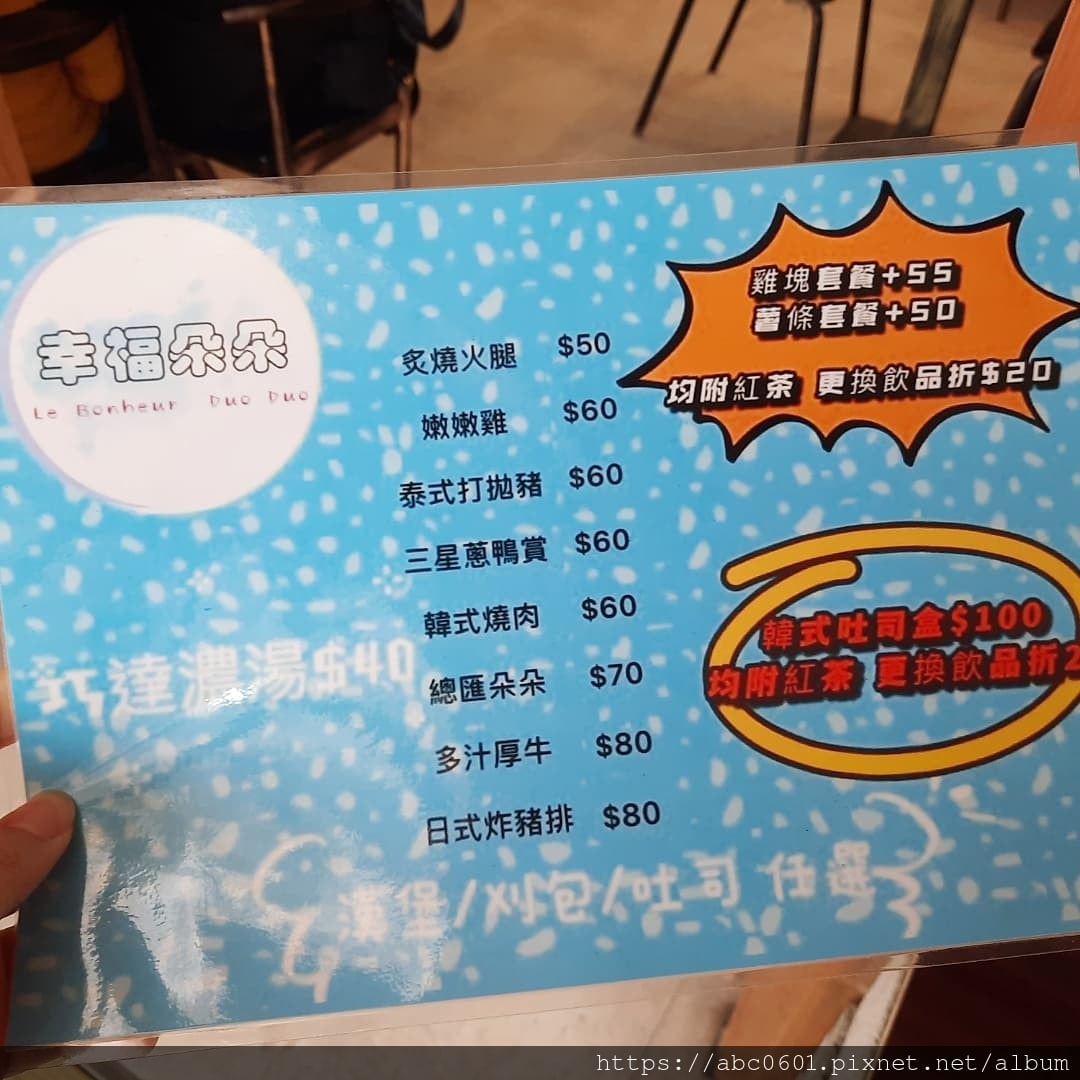 幸福朵朵
Le Bonheur Duo Duo
炙燒火腿 $50
嫩嫩雞 $60
泰式打拋豬 $60
三星蔥鴨賞 $60
韓式燒肉 $60
總匯朵朵 $70
多汁厚牛 $80
日式炸豬排 $80
雞塊套餐+55
薯條套餐+50
均附紅茶 更換飲品折$20
韓式吐司盒$100
均附紅茶 更換飲品折2
巧達濃湯$40
漢堡/刈包/吐司 任選
https://abc0601.pixnet.net/album